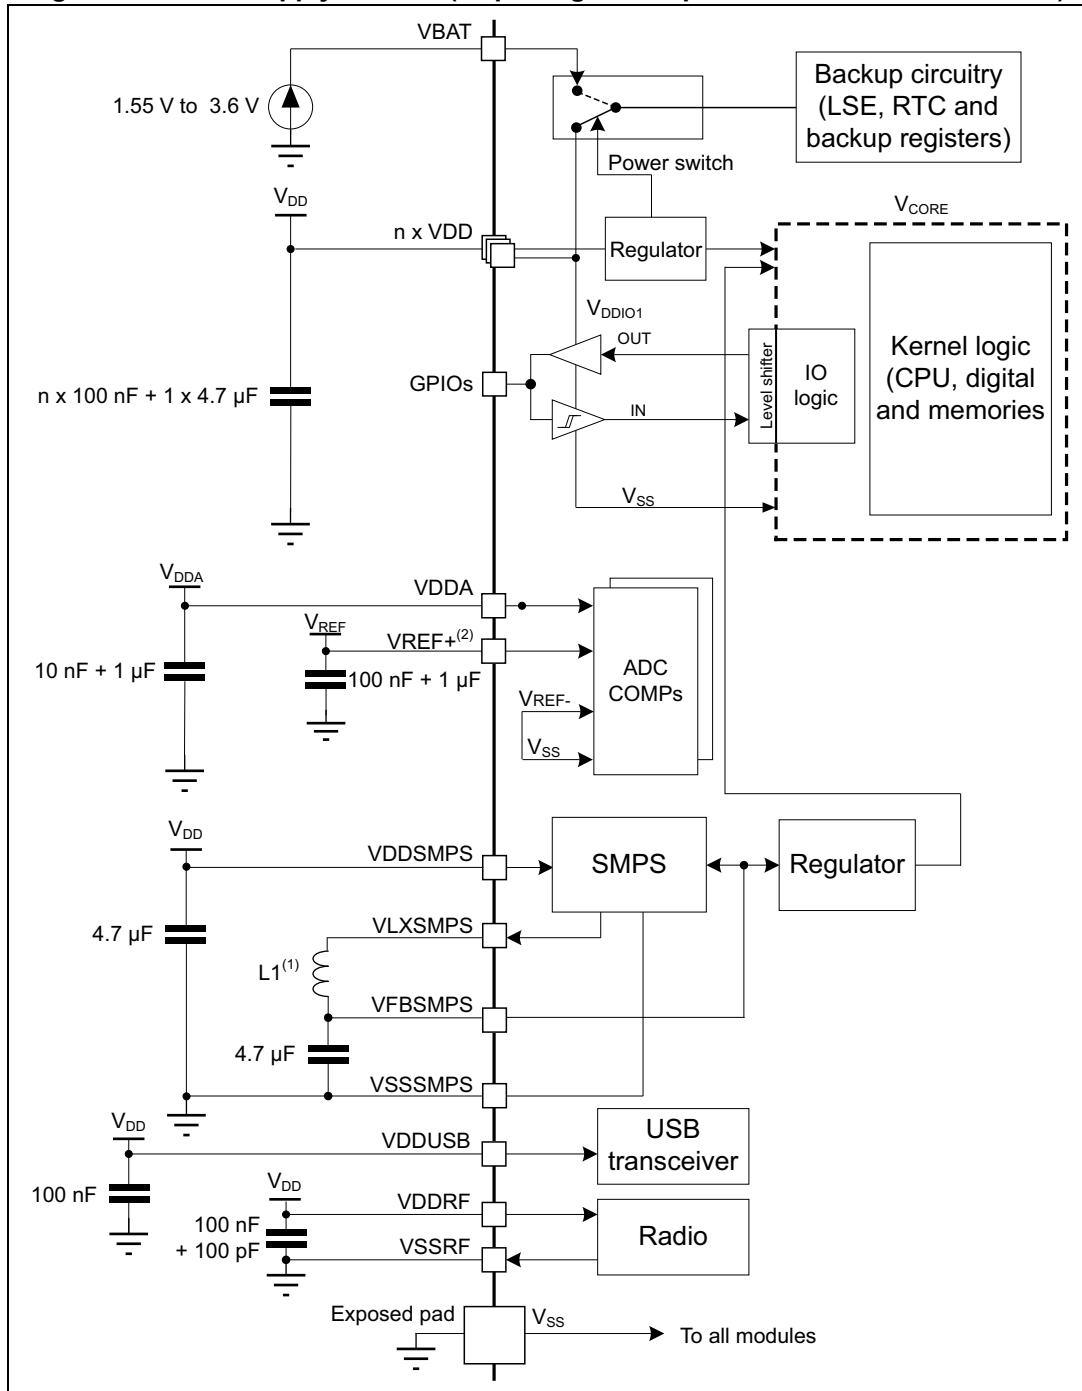 VBAT
1.55 V to 3.6 V
Backup circuitry
(LSE, RTC and
backup registers)
Power switch
VDD
n x VDD
Regulator
VCORE
VDDIO1
OUT
GPIOs
n x 100 nF + 1 x 4.7 µF
IN
Level shifter
IO
logic
Kernel logic
(CPU, digital
and memories
VSS
VDDA
VDDA
VREF
VREF+(2)
10 nF + 1 µF
100 nF + 1 µF
ADC
COMPs
VREF-
VSS
VDD
VDDSMPS
SMPS
Regulator
4.7 µF
VLXSMPS
L1(1)
VFBSMPS
4.7 µF
VSSSMPS
VDD
VDDUSB
USB
transceiver
100 nF
VDD
VDDRF
100 nF
+ 100 pF
VSSRF
Radio
Exposed pad
VSS
To all modules